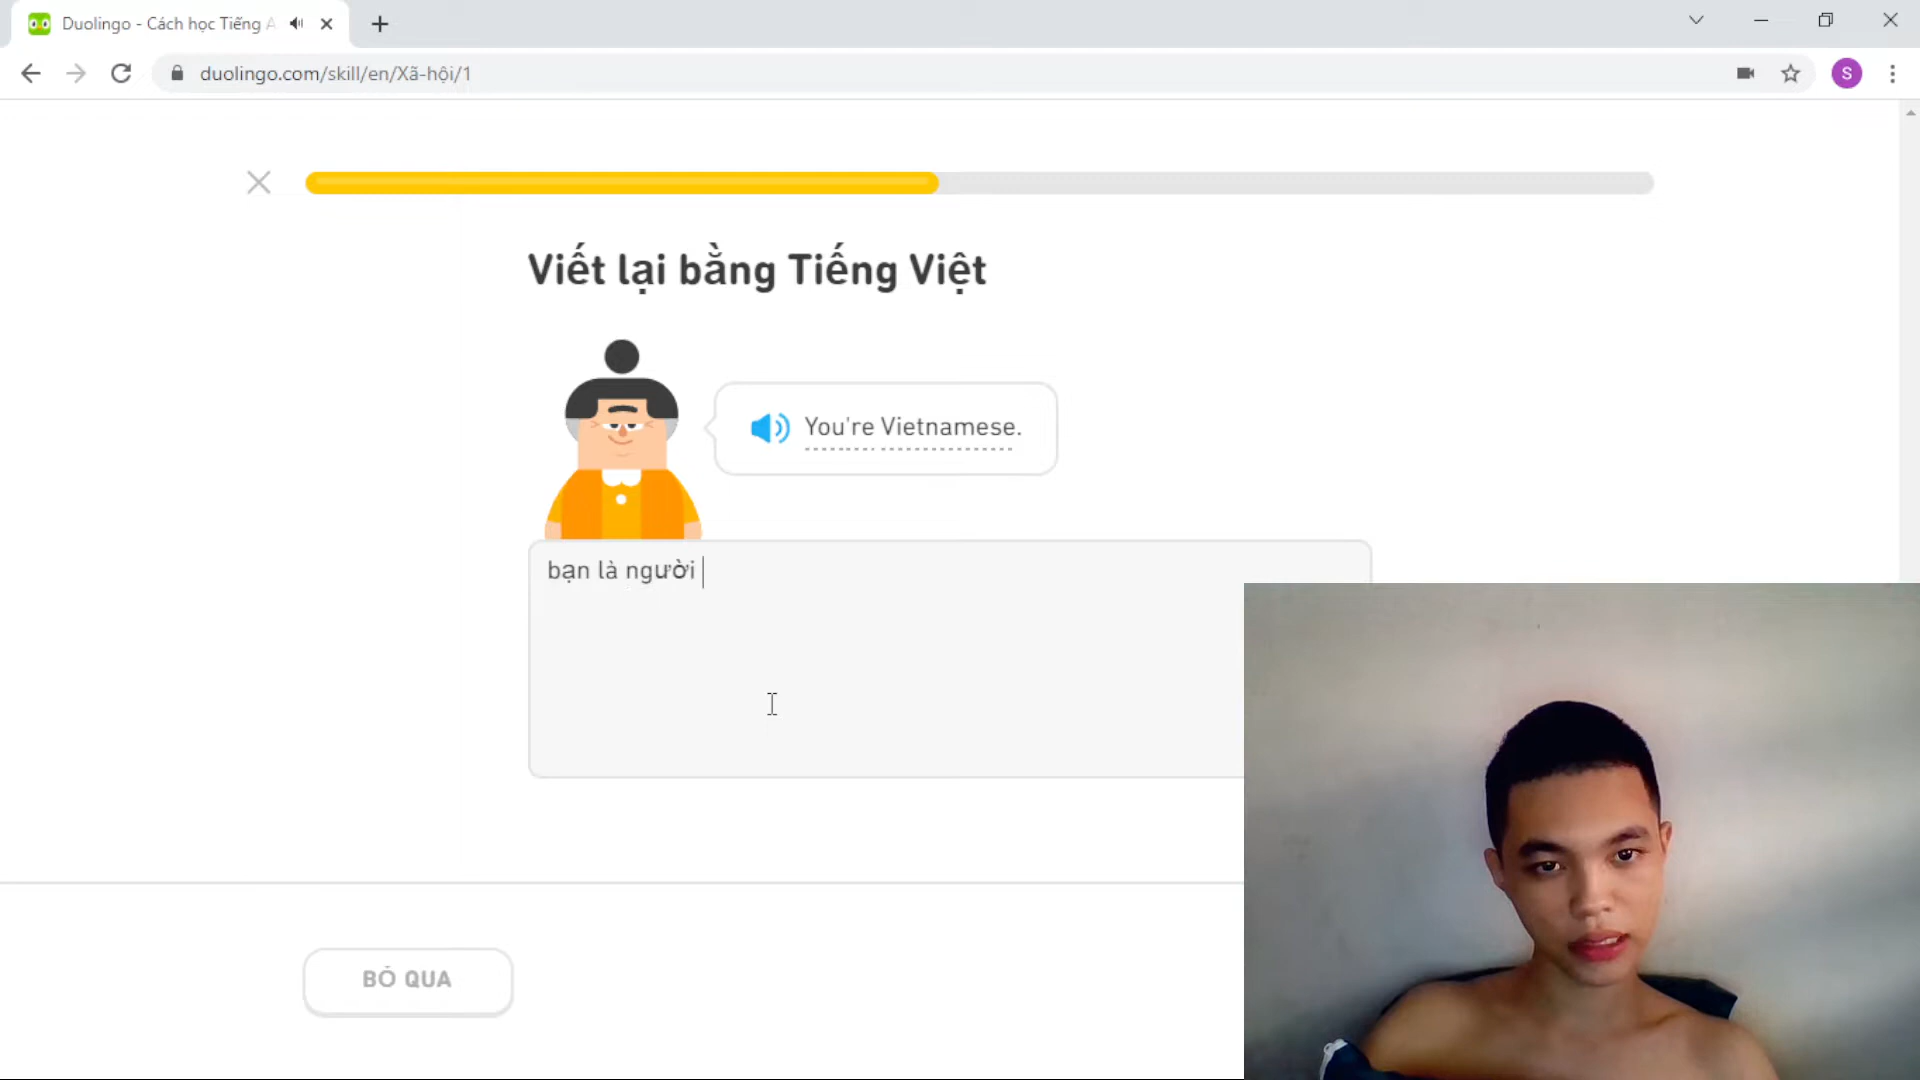 Duolingo - Cách học Tiếng A
duolingo.com/skill/en/Xã-hội/1
S
Viết lại bằng Tiếng Việt
You're Vietnamese.
bạn là người
BỎ QUA